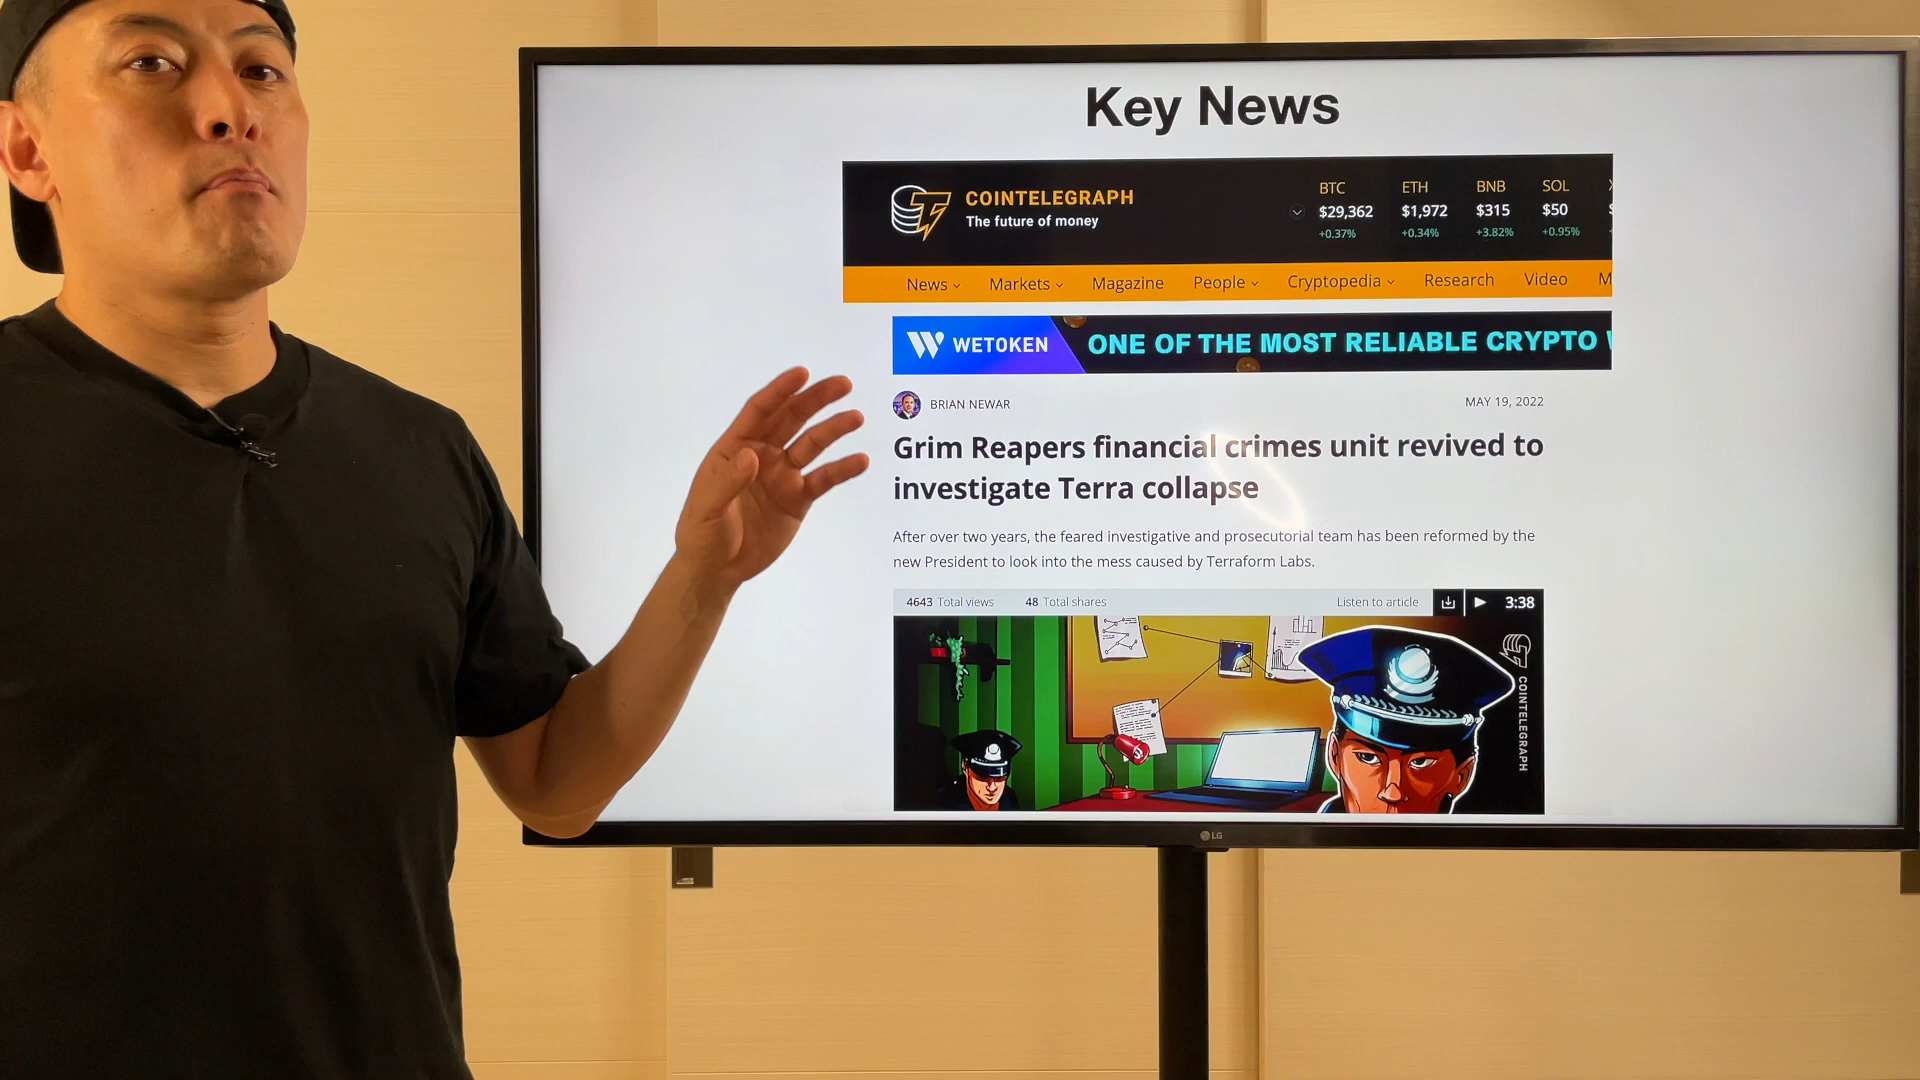 Key News
COINTELEGRAPH
The future of money
BTC ETH BNB SOL
$29,362 $1,972 $315 $50
+0.37% +0.34% +3.82% +0.95%
News Markets Magazine People Cryptopedia Research Video M
WETOKEN ONE OF THE MOST RELIABLE CRYPTO
BRIAN NEWAR MAY 19, 2022
Grim Reapers financial crimes unit revived to
investigate Terra collapse
After over two years, the feared investigative and prosecutorial team has been reformed by the
new President to look into the mess caused by Terraform Labs.
4643 Total views 48 Total shares Listen to article 3:38
COINTELEGRAPH
LG